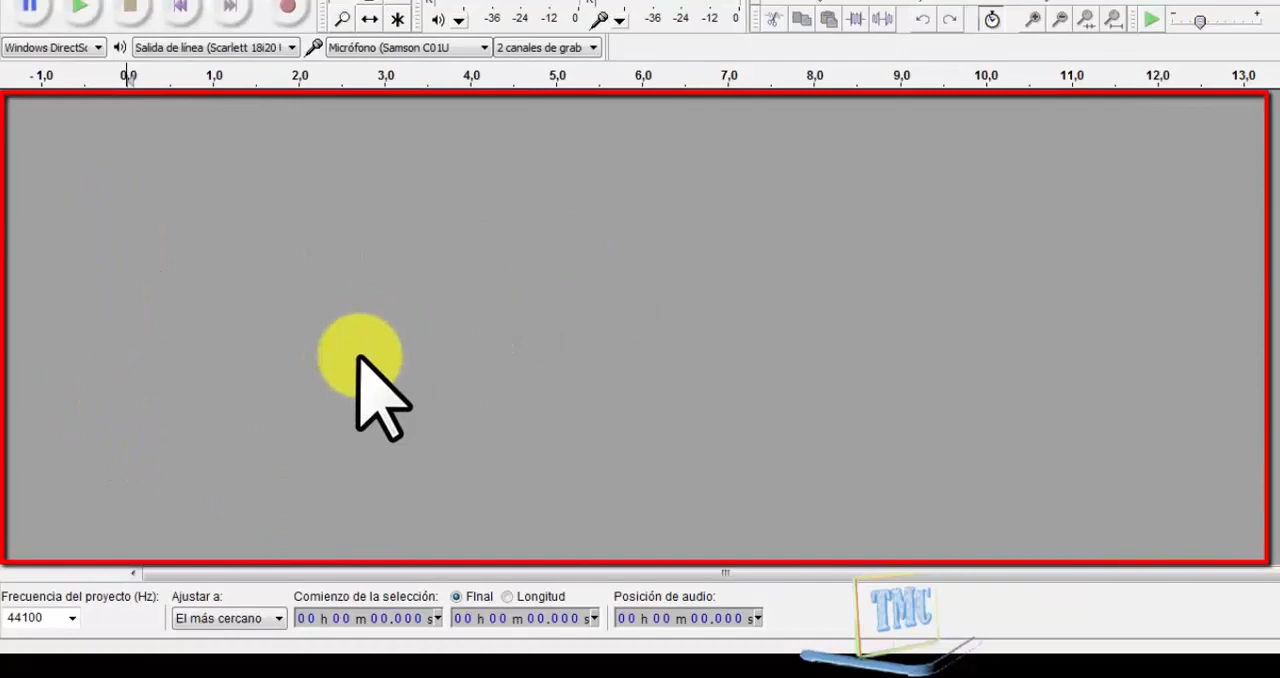 -36 -24 -12 0 -36 -24 -12 0
Windows DirectSo Salida de línea (Scarlett 18i20 Micrófono (Samson C01U 2 canales de grab
-1,0 0,0 1,0 2,0 3,0 4,0 5,0 6,0 7,0 8,0 9,0 10,0 11,0 12,0 13,0
Frecuencia del proyecto (Hz): Ajustar a: Comienzo de la selección: FInal Longitud Posición de audio:
44100 El más cercano 00 h 00 m 00.000 s 00 h 00 m 00.000 s 00 h 00 m 00.000 s
TMC